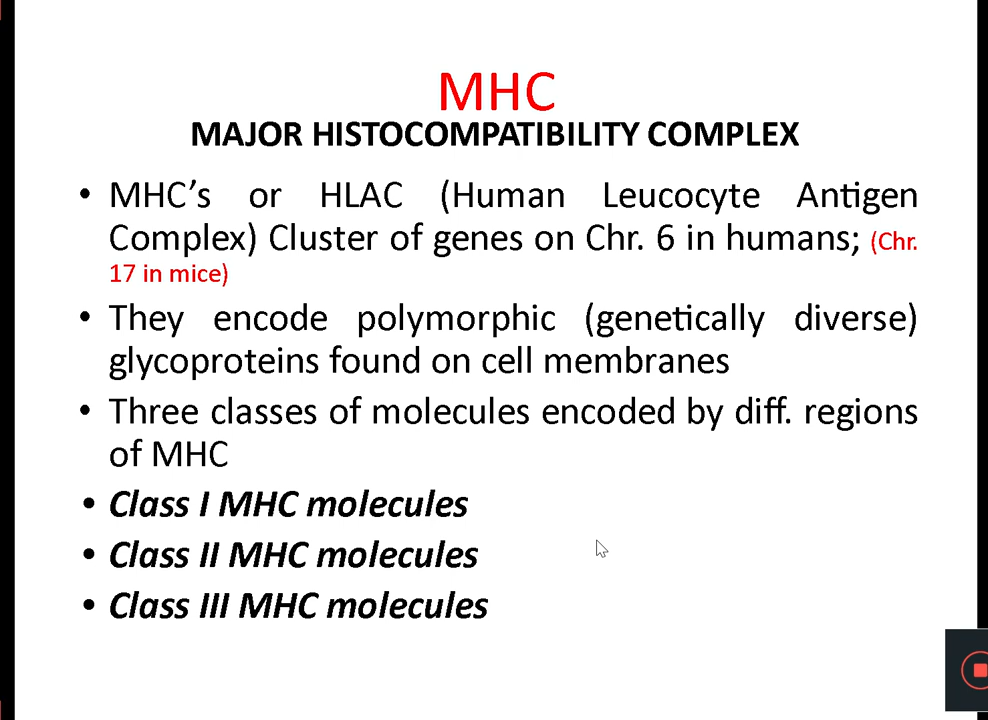 MHC
MAJOR HISTOCOMPATIBILITY COMPLEX
• MHC’s or HLAC (Human Leucocyte Antigen
Complex) Cluster of genes on Chr. 6 in humans; (Chr.
17 in mice)
• They encode polymorphic (genetically diverse)
glycoproteins found on cell membranes
• Three classes of molecules encoded by diff. regions
of MHC
• Class I MHC molecules
• Class II MHC molecules
• Class III MHC molecules